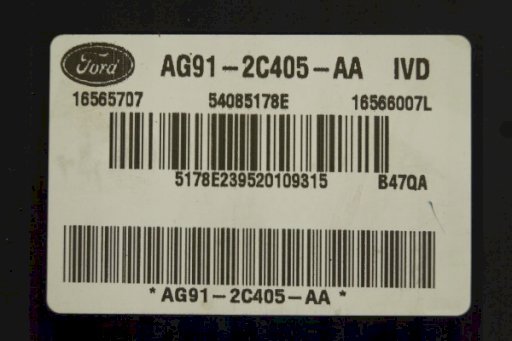 Ford AG91-2C405-AA IVD
16565707 54085178E 16566007L
5178E239520109315 B47QA
*AG91-2C405-AA*